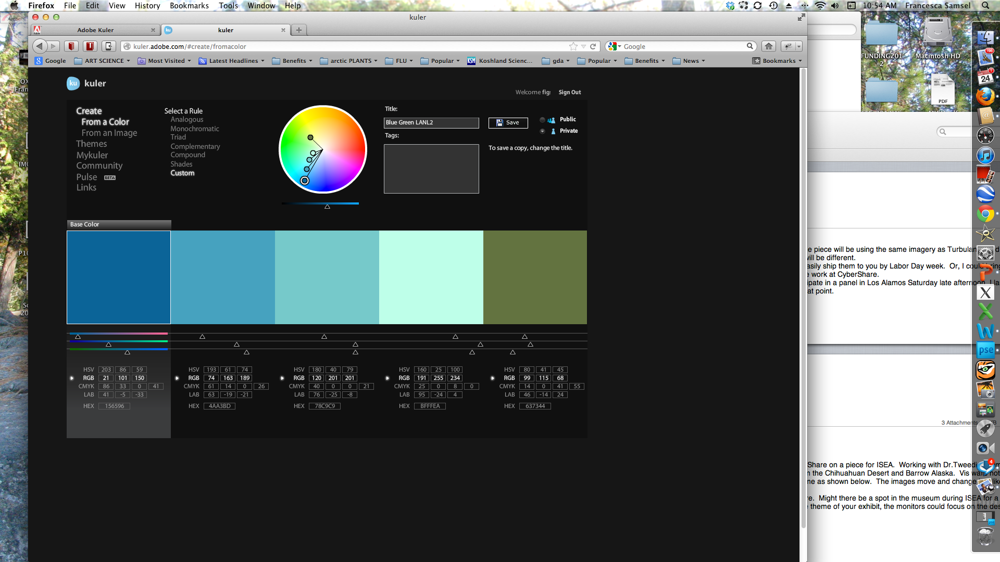 Firefox File Edit View History Bookmarks Tools Window Help 10:54 AM Francesca Samsel
kuler
Adobe Kuler
kuler
kuler.adobe.com/#create/fromacolor
Google
Google ART SCIENCE Most Visited Latest Headlines Benefits arctic PLANTS FLU Popular KSM Koshland Scienc... gda Popular Benefits News Bookmarks
ku kuler
Welcome fig: Sign Out
Create
From a Color
From an Image
Themes
Mykuler
Community
Pulse BETA
Links
Select a Rule
Analogous
Monochromatic
Triad
Complementary
Compound
Shades
Custom
Title:
Blue Green LANL2
Save
Public
Private
Tags:
To save a copy, change the title.
Base Color
HSV 203 86 59
RGB 21 101 150
CMYK 86 33 0 41
LAB 41 -5 -33
HEX 156596
HSV 193 61 74
RGB 74 163 189
CMYK 61 14 0 26
LAB 63 -19 -21
HEX 4AA3BD
HSV 180 40 79
RGB 120 201 201
CMYK 40 0 0 21
LAB 76 -25 -8
HEX 78C9C9
HSV 160 25 100
RGB 191 255 234
CMYK 25 0 8 0
LAB 95 -24 4
HEX BFFFEA
HSV 80 41 45
RGB 99 115 68
CMYK 14 0 41 55
LAB 46 -14 24
HEX 637344
FUNDING201
2
Macintosh HD
PDF
e piece will be using the same imagery as Turbulan
will be different.
asily ship them to you by Labor Day week. Or, I could bring
e work at CyberShare.
ipate in a panel in Los Alamos Saturday late afternoon.
at point.
3 Attachments
Share on a piece for ISEA. Working with Dr.Tweedi
n the Chihuahuan Desert and Barrow Alaska. Vis walls not
ne as shown below. The images move and change
re. Might there be a spot in the museum during ISEA for a
theme of your exhibit, the monitors could focus on the des
198
24
pse
4